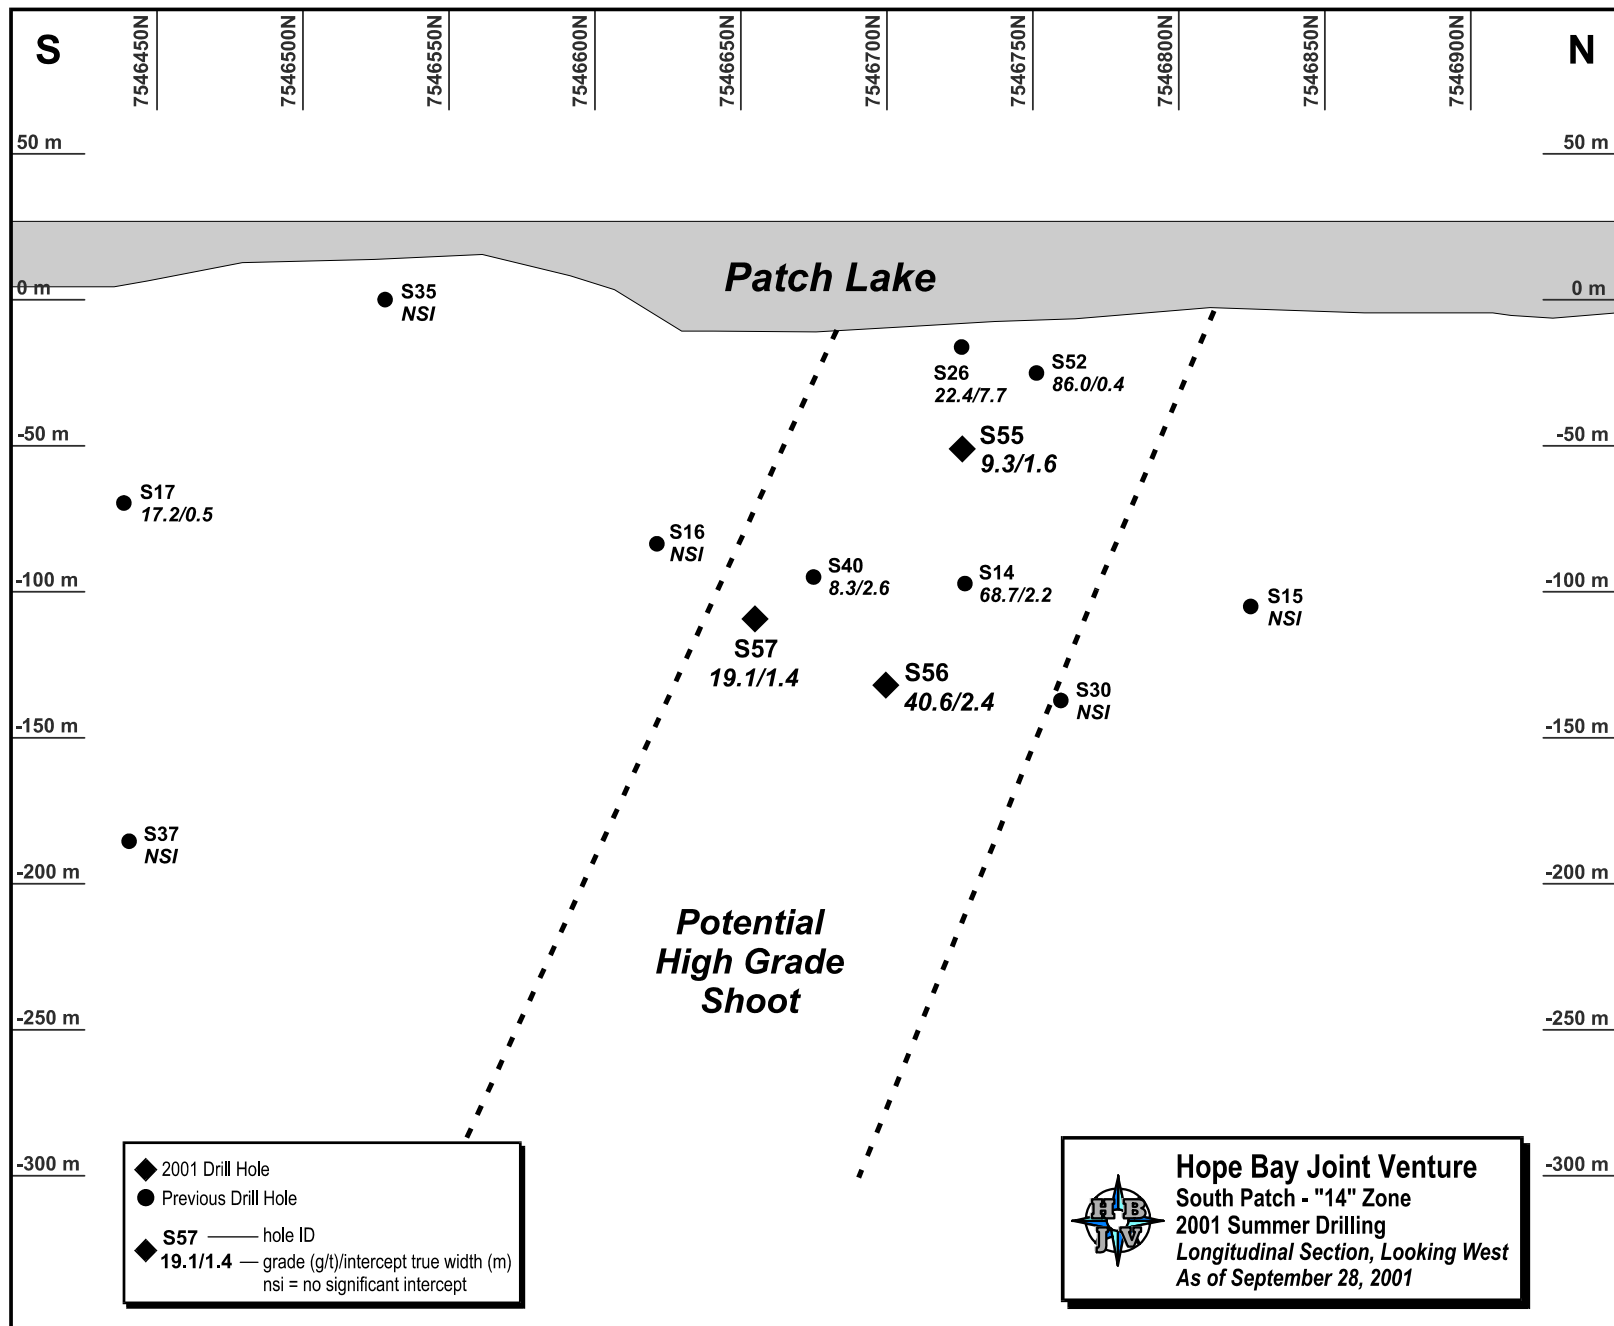 S
7546450N
7546500N
7546550N
7546600N
7546650N
7546700N
7546750N
7546800N
7546850N
7546900N
N
50 m
50 m
Patch Lake
0 m
0 m
S35
NSI
S26
22.4/7.7
S52
86.0/0.4
-50 m
-50 m
S55
9.3/1.6
S17
17.2/0.5
S16
NSI
S40
8.3/2.6
S14
68.7/2.2
-100 m
-100 m
S15
NSI
S57
19.1/1.4
S56
40.6/2.4
S30
NSI
-150 m
-150 m
S37
NSI
-200 m
-200 m
Potential
High Grade
Shoot
-250 m
-250 m
-300 m
-300 m
2001 Drill Hole
Previous Drill Hole
S57 hole ID
19.1/1.4 grade (g/t)/intercept true width (m)
nsi = no significant intercept
H B
J V
Hope Bay Joint Venture
South Patch - "14" Zone
2001 Summer Drilling
Longitudinal Section, Looking West
As of September 28, 2001